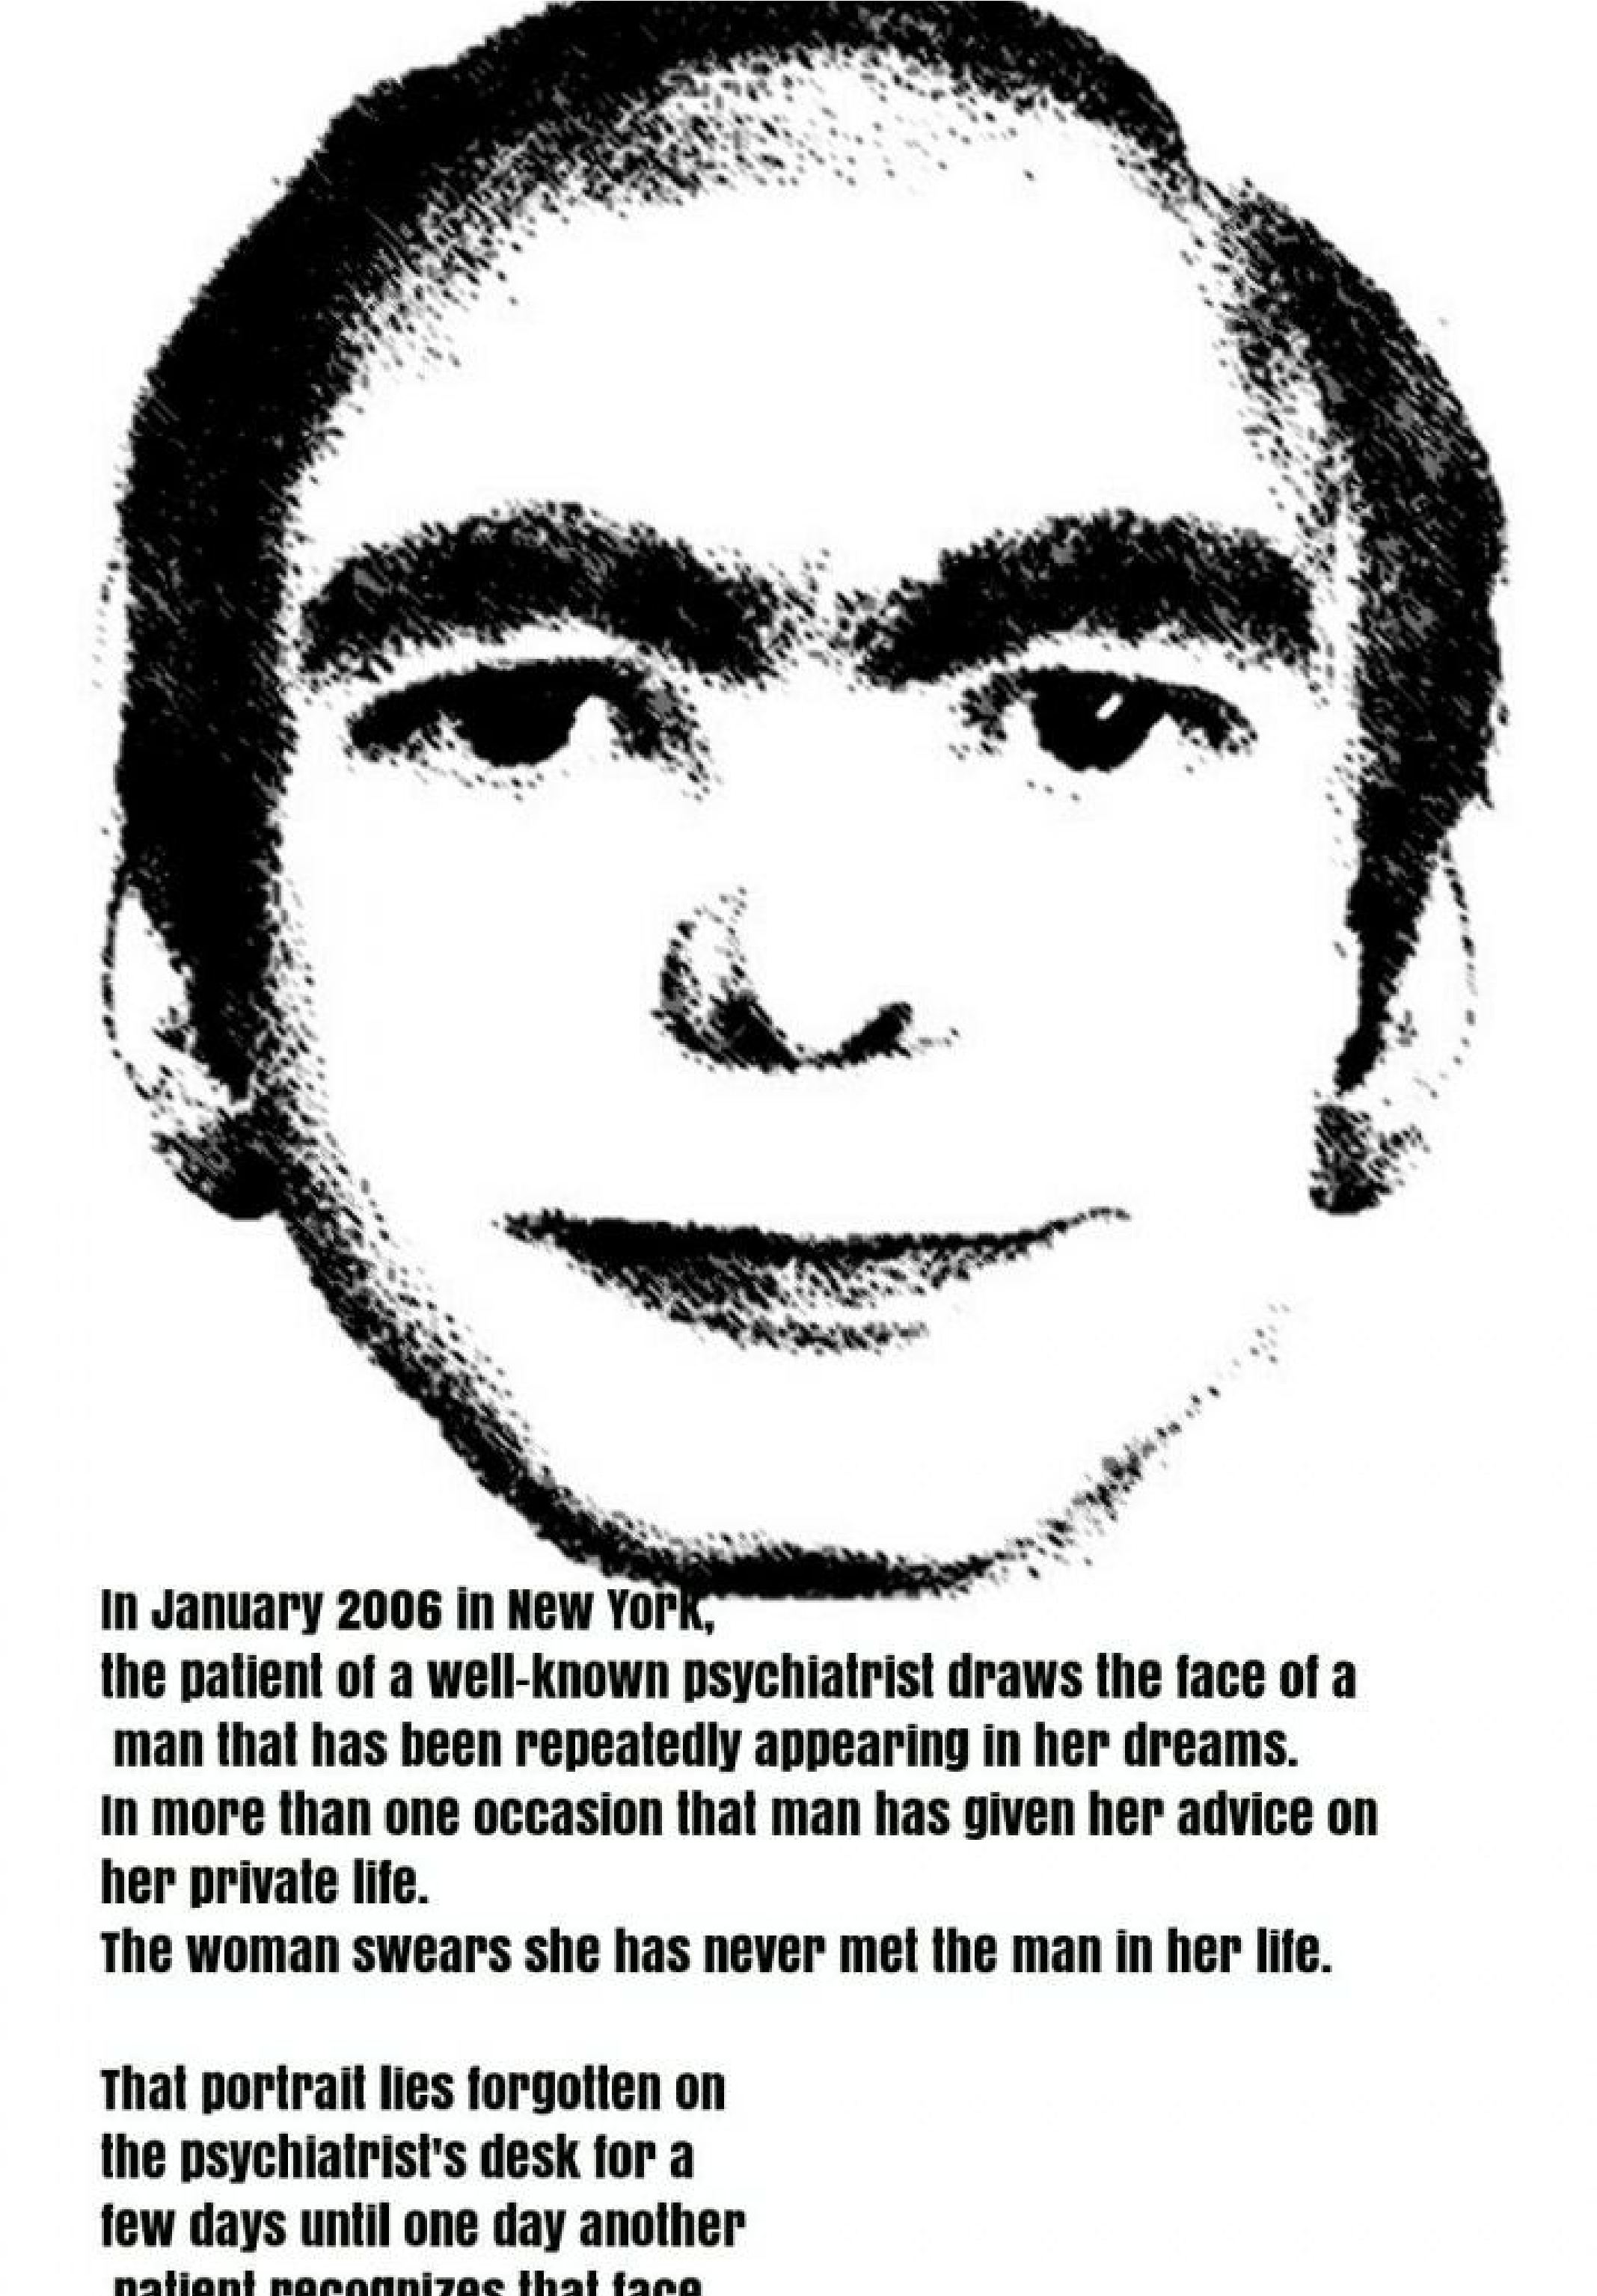 In January 2006 in New York,
the patient of a well-known psychiatrist draws the face of a
man that has been repeatedly appearing in her dreams.
In more than one occasion that man has given her advice on
her private life.
The woman swears she has never met the man in her life.
That portrait lies forgotten on
the psychiatrist's desk for a
few days until one day another
patient recognizes that face